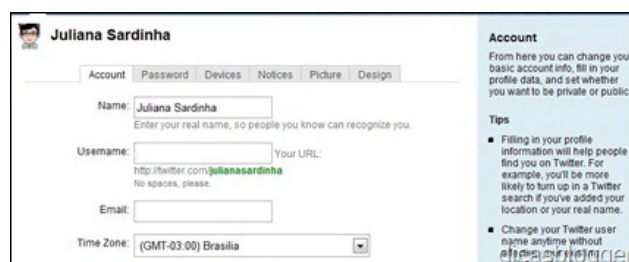 Juliana Sardinha
Account Password Devices Notices Picture Design
Name: Juliana Sardinha
Enter your real name, so people you know can recognize you.
Username: Your URL:
http://twitter.com/julianasardinha
No spaces, please.
Email:
Time Zone: (GMT-03:00) Brasilia
Account
From here you can change you
basic account info, fill in your
profile data, and set whether
you want to be private or public
Tips
Filling in your profile
information will help people
find you on Twitter. For
example, you'll be more
likely to turn up in a Twitter
search if you've added your
location or your real name.
Change your Twitter user
name anytime without
affecting your existing
dicasblogger